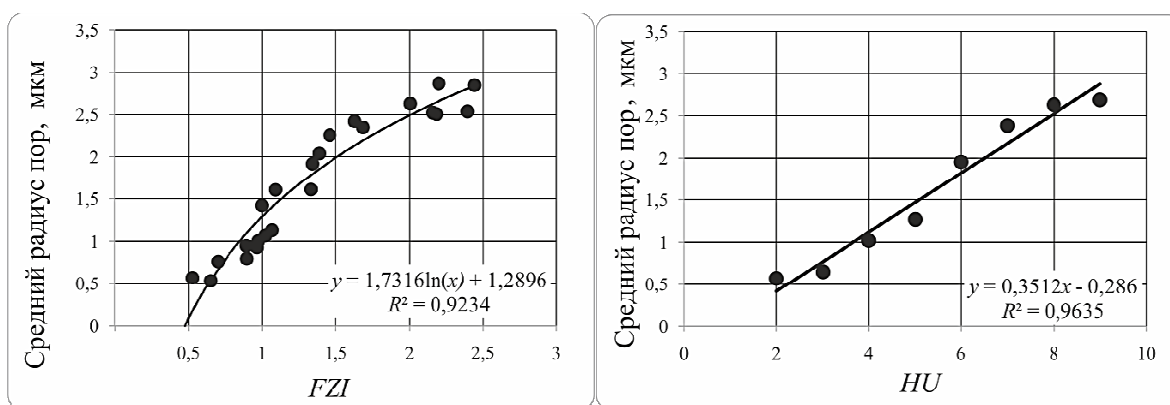 Средний радиус пор, мкм
3,5
3
2,5
2
1,5
1
0,5
0
0,5 1 1,5 2 2,5 3
FZI
y = 1,7316ln(x) + 1,2896
R² = 0,9234
Средний радиус пор, мкм
3,5
3
2,5
2
1,5
1
0,5
0
0 2 4 6 8 10
HU
y = 0,3512x - 0,286
R² = 0,9635